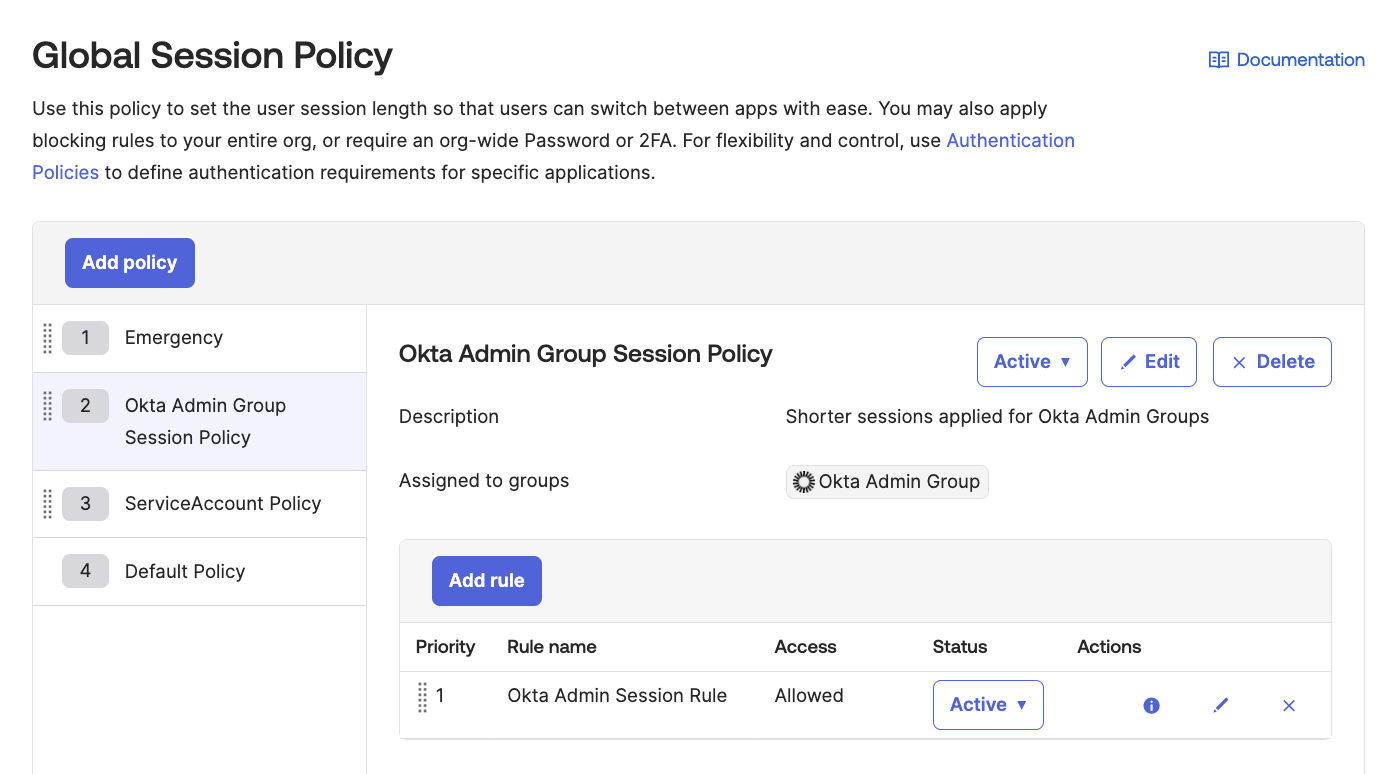 Global Session Policy
Documentation
Use this policy to set the user session length so that users can switch between apps with ease. You may also apply
blocking rules to your entire org, or require an org-wide Password or 2FA. For flexibility and control, use Authentication
Policies to define authentication requirements for specific applications.
Add policy
1 Emergency
2 Okta Admin Group
Session Policy
3 ServiceAccount Policy
4 Default Policy
Okta Admin Group Session Policy
Active ▼ Edit × Delete
Description Shorter sessions applied for Okta Admin Groups
Assigned to groups Okta Admin Group
Add rule
Priority Rule name Access Status Actions
1 Okta Admin Session Rule Allowed Active ▼